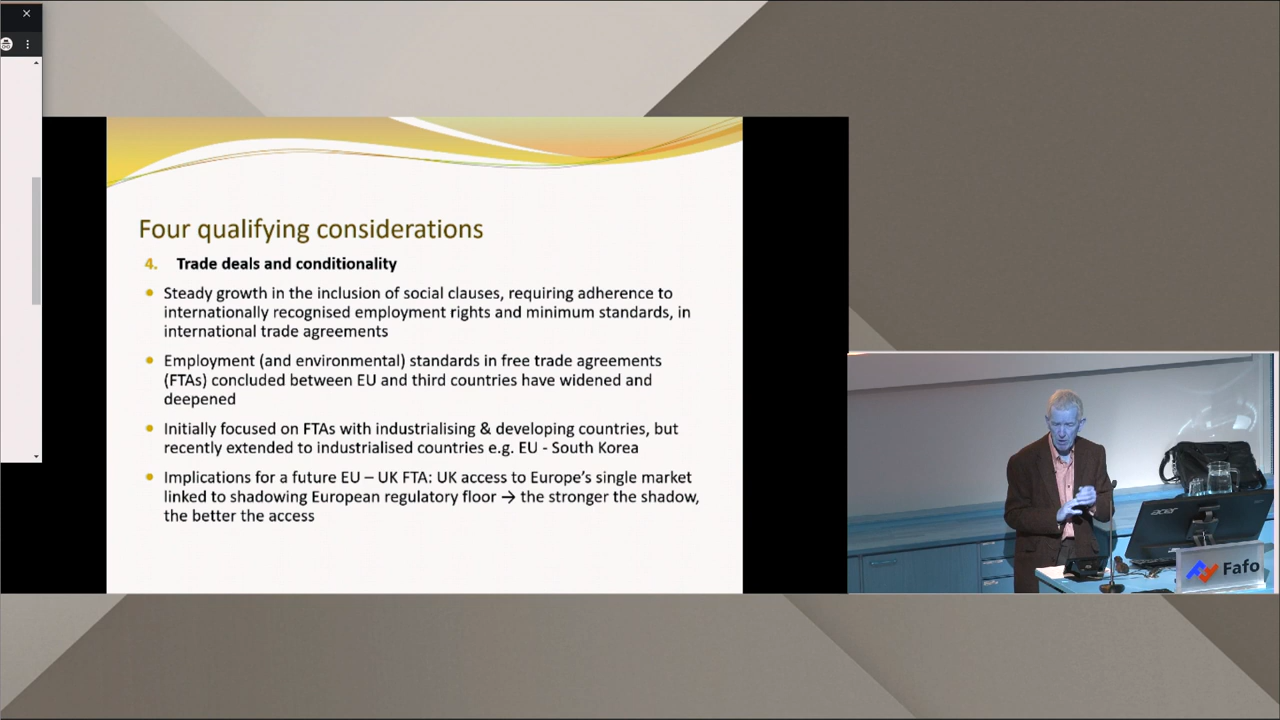 Four qualifying considerations
4. Trade deals and conditionality
• Steady growth in the inclusion of social clauses, requiring adherence to
internationally recognised employment rights and minimum standards, in
international trade agreements
• Employment (and environmental) standards in free trade agreements
(FTAs) concluded between EU and third countries have widened and
deepened
• Initially focused on FTAs with industrialising & developing countries, but
recently extended to industrialised countries e.g. EU - South Korea
• Implications for a future EU – UK FTA: UK access to Europe's single market
linked to shadowing European regulatory floor → the stronger the shadow,
the better the access
acer
Fafo